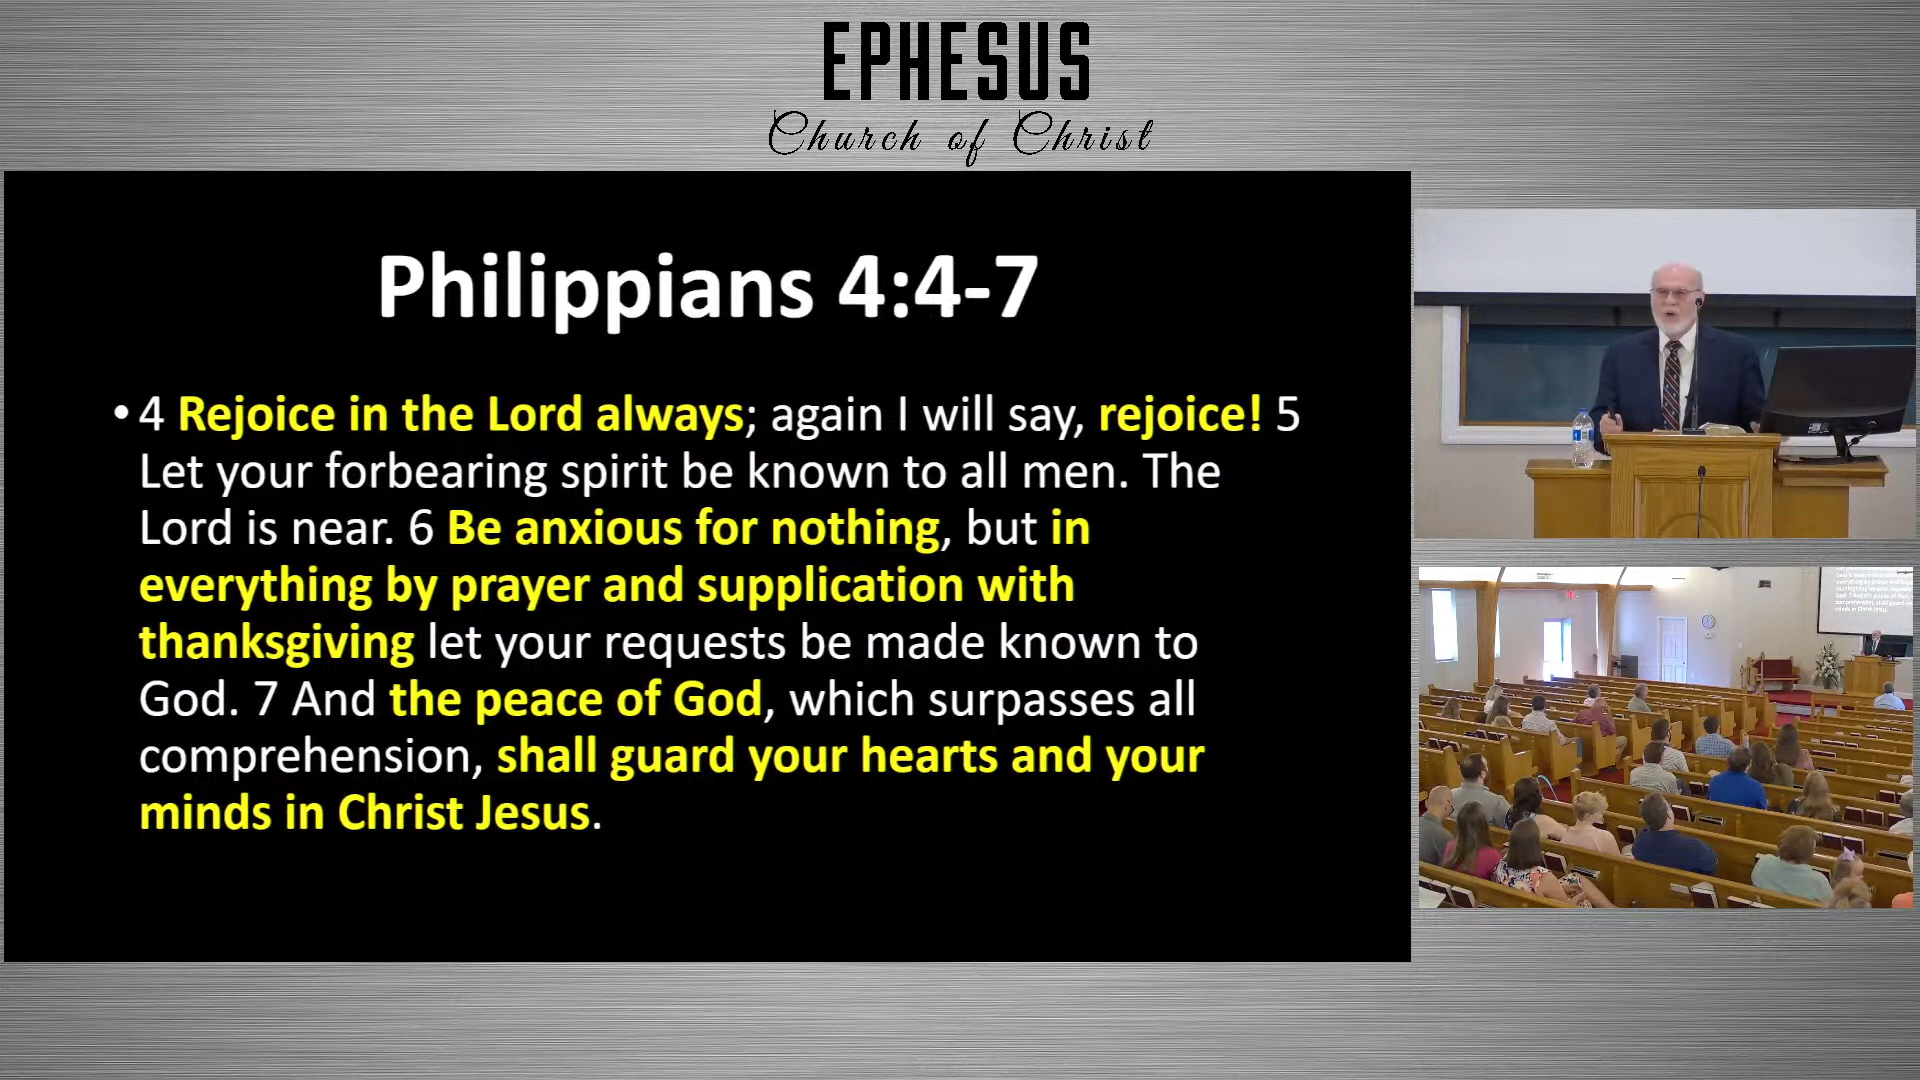 EPHESUS
Church of Christ
Philippians 4:4-7
• 4 Rejoice in the Lord always; again I will say, rejoice! 5
Let your forbearing spirit be known to all men. The
Lord is near. 6 Be anxious for nothing, but in
everything by prayer and supplication with
thanksgiving let your requests be made known to
God. 7 And the peace of God, which surpasses all
comprehension, shall guard your hearts and your
minds in Christ Jesus.